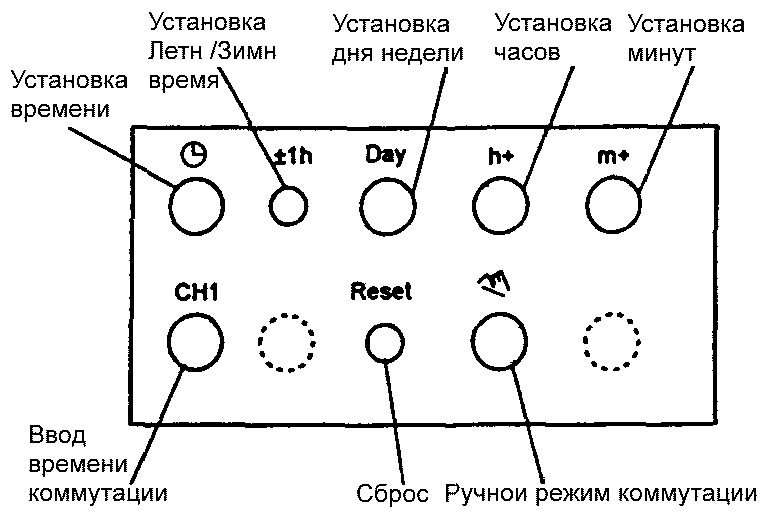 Установка
времени
Установка
Летн /Зимн
время
Установка
дня недели
Установка
часов
Установка
минут
±1h
Day
h+
m+
CH1
Reset
Ввод
времени
коммутации
Сброс
Ручнои режим коммутации